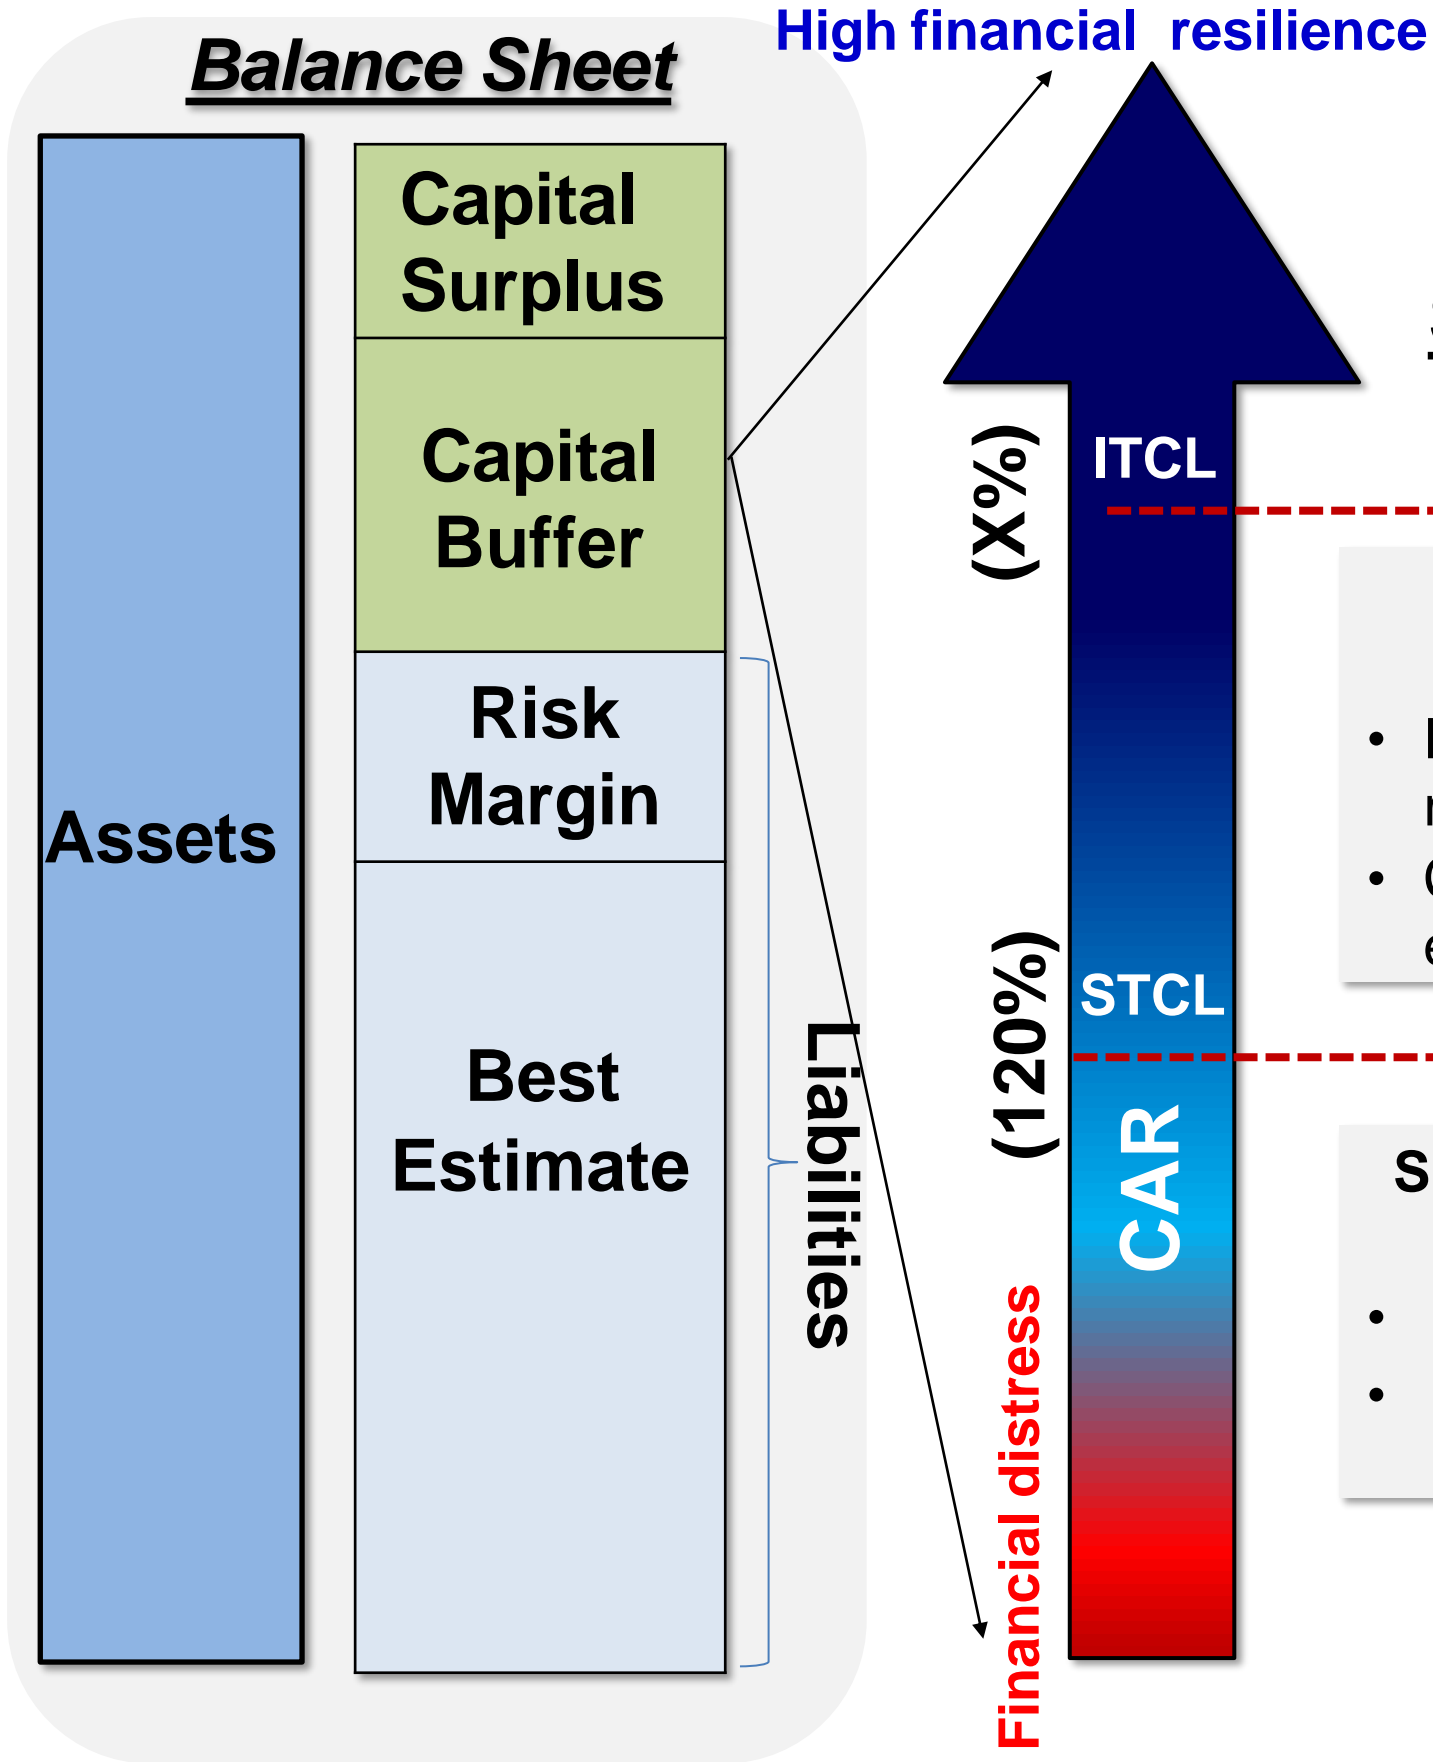 High financial resilience
Balance Sheet
Capital
Surplus
Capital
Buffer
Risk
Margin
Best
Estimate
Assets
Liabilities
(X%)
ITCL
(120%)
STCL
CAR
Financial distress
S